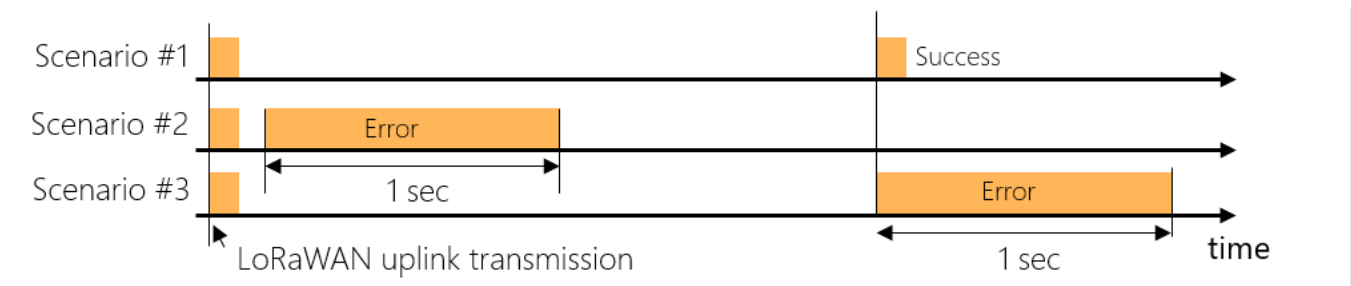 Scenario #1
Success
Scenario #2
Error
Scenario #3
1 sec
Error
LoRaWAN uplink transmission
1 sec
time